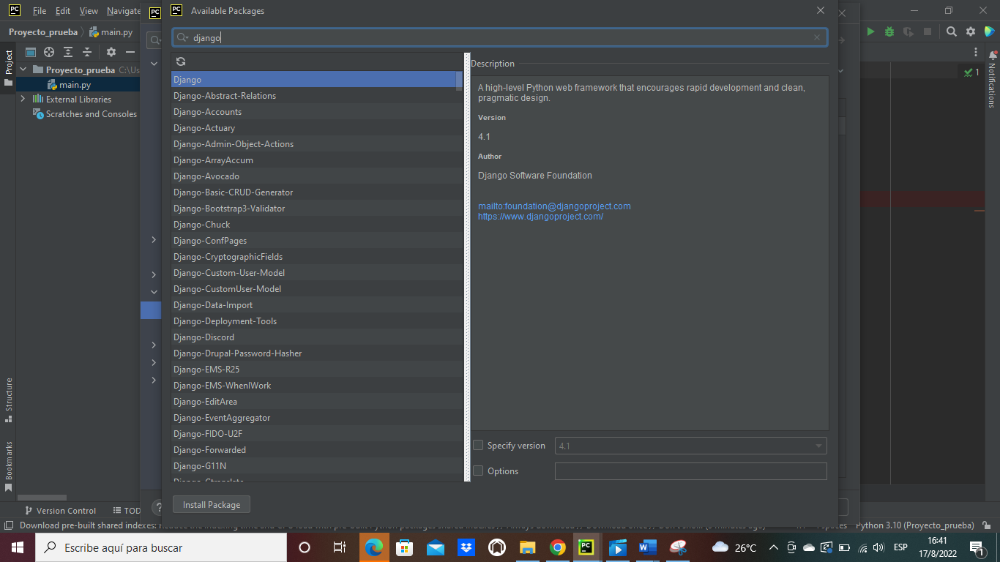 PC File Edit View Navigate
PC Available Packages
Proyecto_prueba main.py
django
Project
Proyecto_prueba C:\Us
main.py
External Libraries
Scratches and Consoles
Structure
Bookmarks
Django
Django-Abstract-Relations
Django-Accounts
Django-Actuary
Django-Admin-Object-Actions
Django-ArrayAccum
Django-Avocado
Django-Basic-CRUD-Generator
Django-Bootstrap3-Validator
Django-Chuck
Django-ConfPages
Django-CryptographicFields
Django-Custom-User-Model
Django-CustomUser-Model
Django-Data-Import
Django-Deployment-Tools
Django-Discord
Django-Drupal-Password-Hasher
Django-EMS-R25
Django-EMS-WhenIWork
Django-EditArea
Django-EventAggregator
Django-FIDO-U2F
Django-Forwarded
Django-G11N
Description
A high-level Python web framework that encourages rapid development and clean,
pragmatic design.
Version
4.1
Author
Django Software Foundation
mailto:foundation@djangoproject.com
https://www.djangoproject.com/
Specify version 4.1
Options
Install Package
1
Notifications
Version Control TOD
Download pre-built shared indexes:
Python 3.10 (Proyecto_prueba)
Escribe aquí para buscar
PC
26°C
ESP
16:41
17/8/2022
1